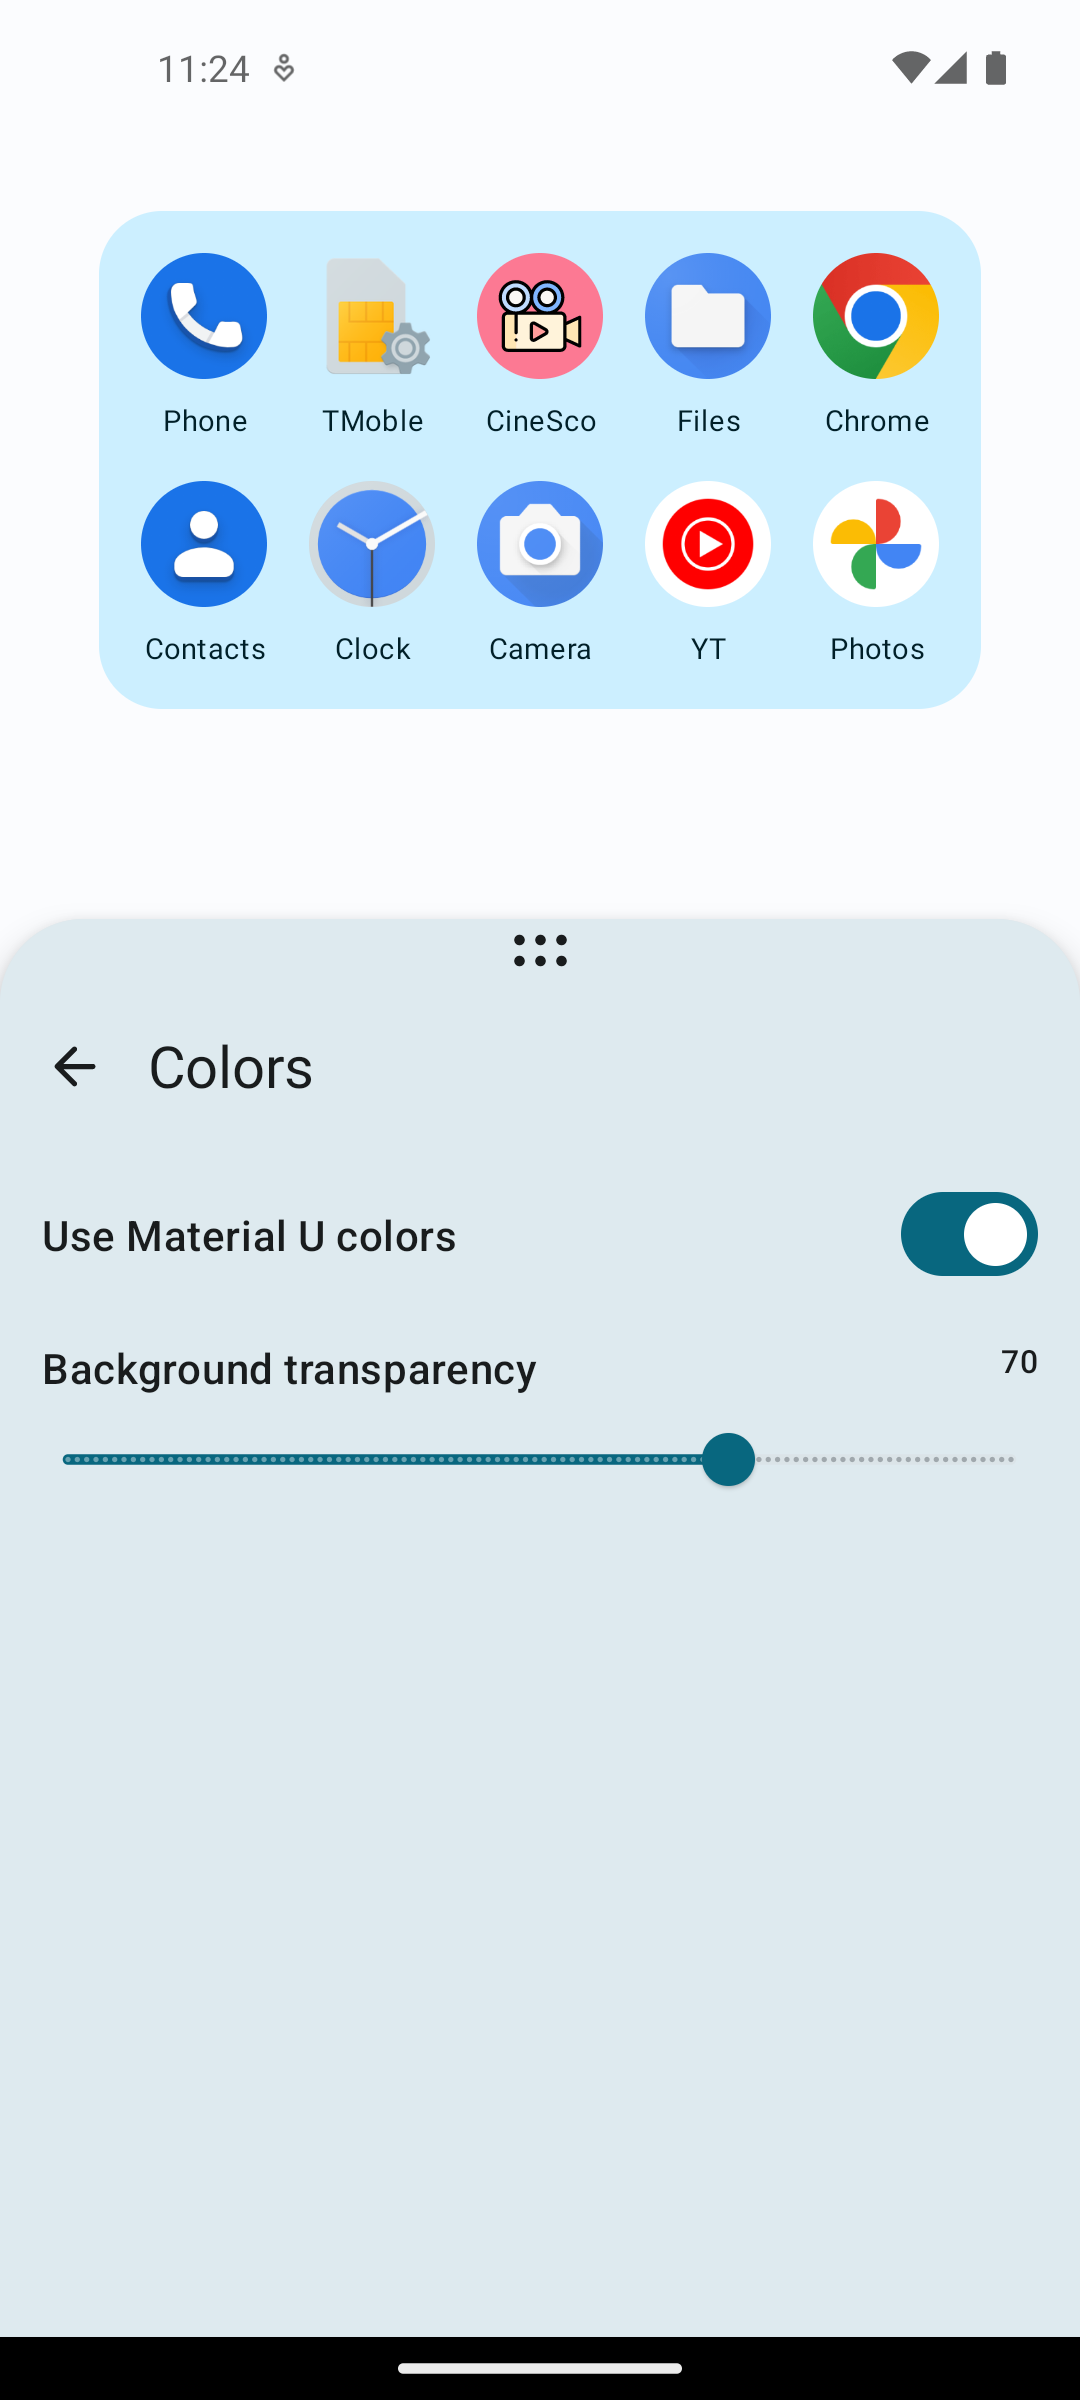 11:24
Phone TMoble CineSco Files Chrome
Contacts Clock Camera YT Photos
Colors
Use Material U colors
Background transparency 70